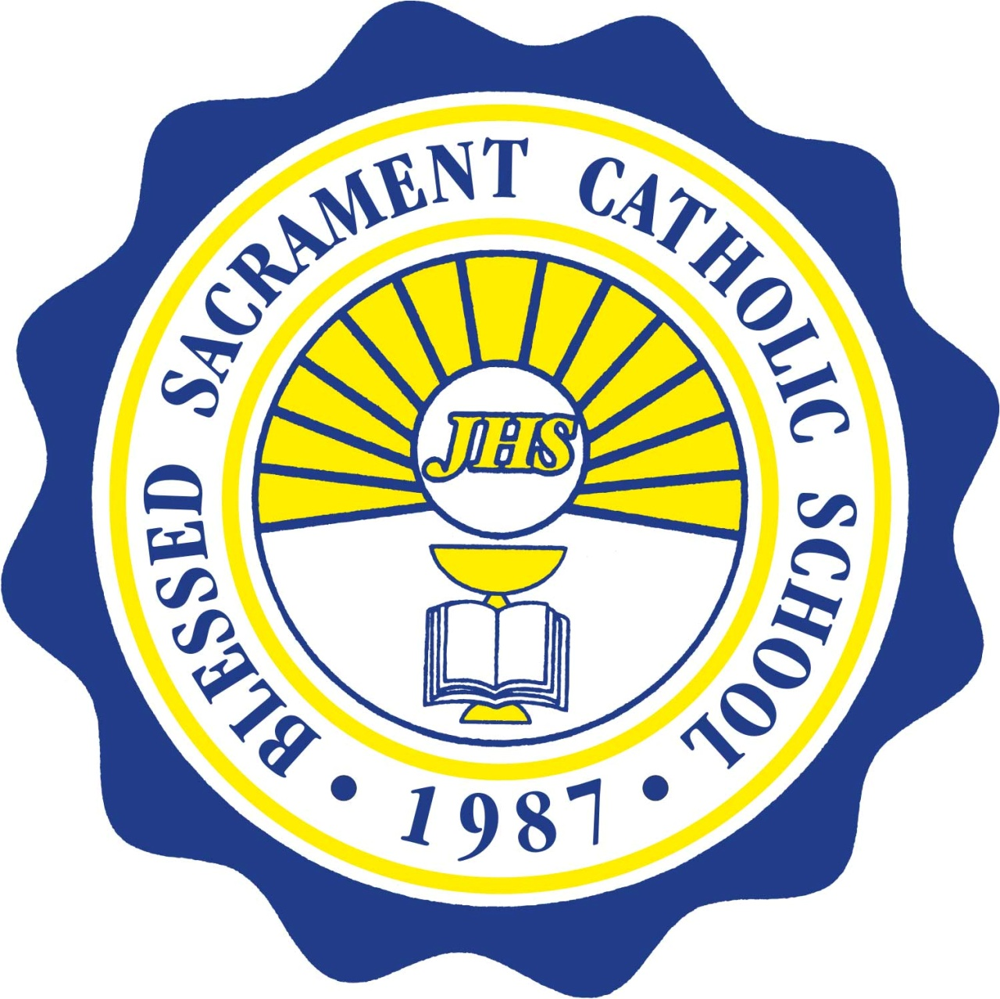 BLESSED SACRAMENT CATHOLIC SCHOOL
JHS
• 1987 •